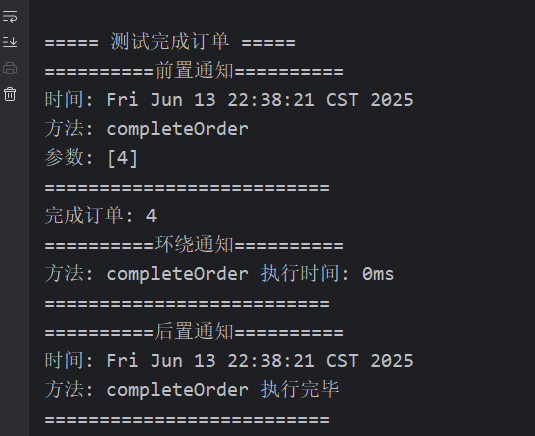 ===== 测试完成订单 =====
==========前置通知==========
时间: Fri Jun 13 22:38:21 CST 2025
方法: completeOrder
参数: [4]
==========================
完成订单: 4
==========环绕通知==========
方法: completeOrder 执行时间: 0ms
==========================
==========后置通知==========
时间: Fri Jun 13 22:38:21 CST 2025
方法: completeOrder 执行完毕
==========================